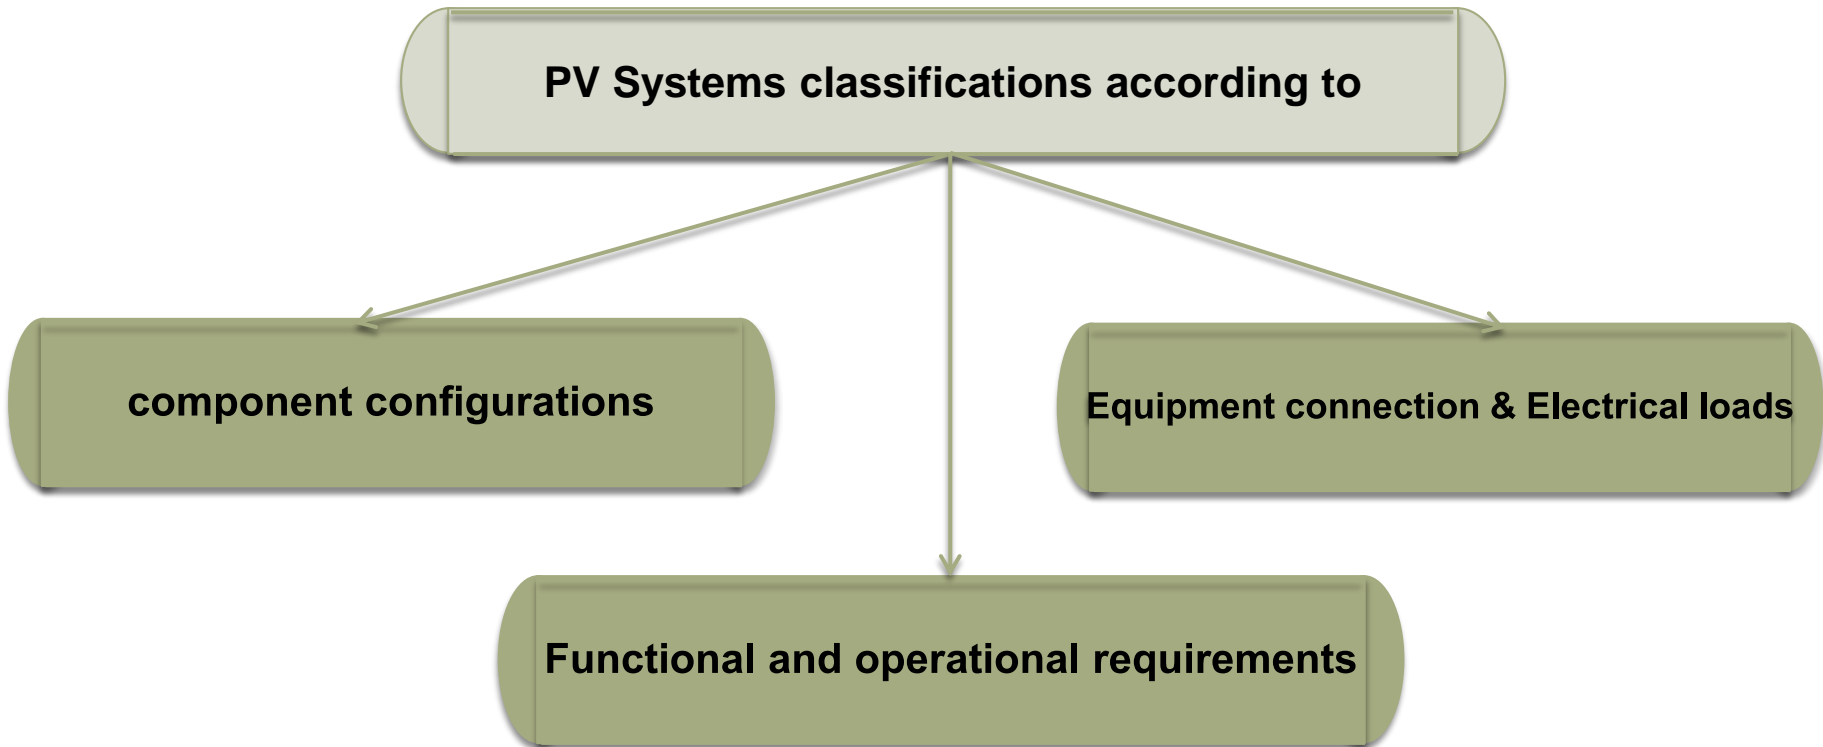 PV Systems classifications according to
component configurations
Equipment connection & Electrical loads
Functional and operational requirements